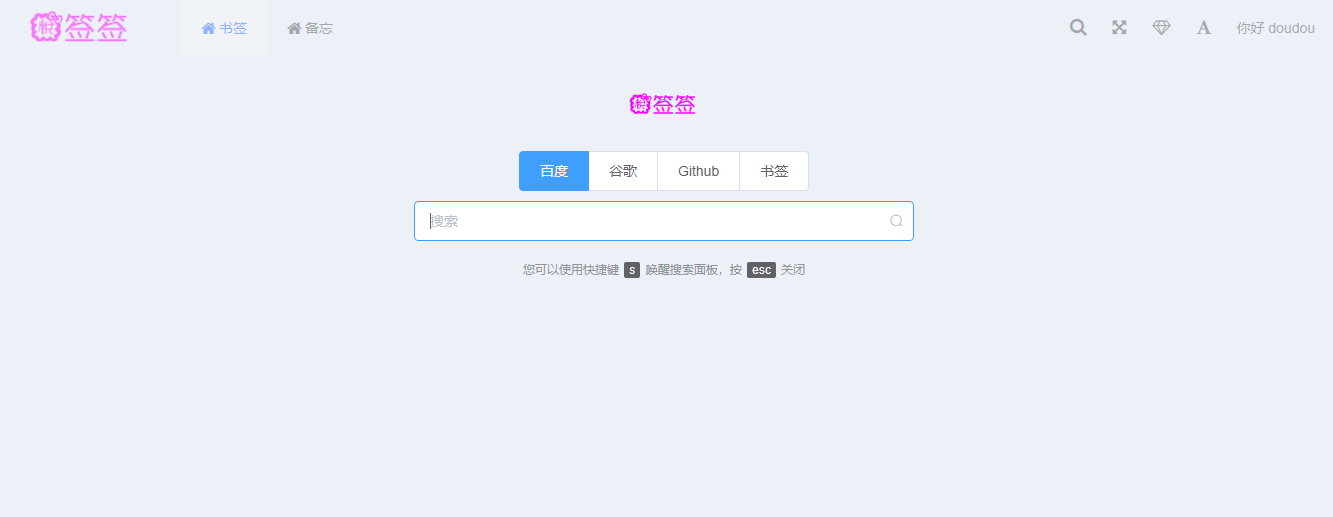 签签
书签
备忘
A
你好 doudou
签签
百度
谷歌
Github
书签
搜索
您可以使用快捷键 s 唤醒搜索面板，按 esc 关闭